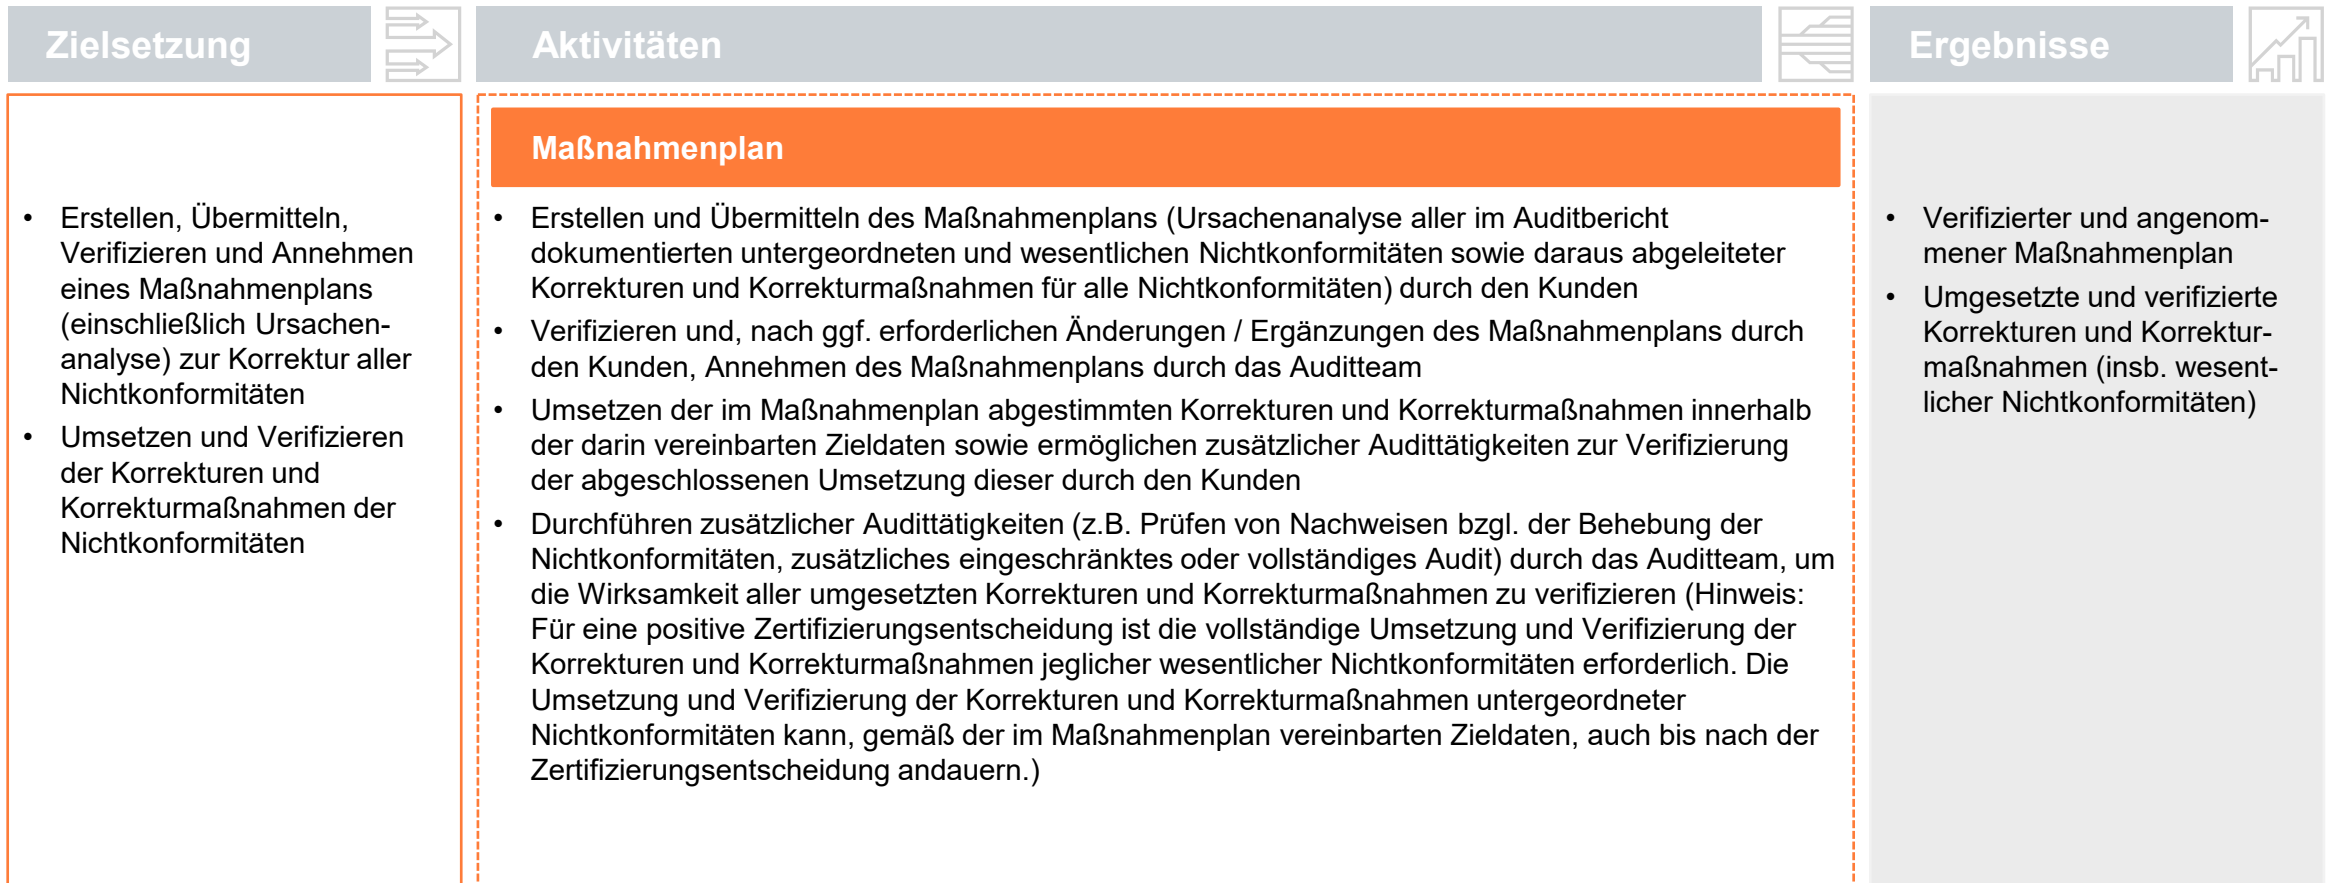 Zielsetzung
Aktivitäten
Ergebnisse
• Erstellen, Übermitteln,
Verifizieren und Annehmen
eines Maßnahmenplans
(einschließlich Ursachen-
analyse) zur Korrektur aller
Nichtkonformitäten
• Umsetzen und Verifizieren
der Korrekturen und
Korrekturmaßnahmen der
Nichtkonformitäten
Maßnahmenplan
• Erstellen und Übermitteln des Maßnahmenplans (Ursachenanalyse aller im Auditbericht
dokumentierten untergeordneten und wesentlichen Nichtkonformitäten sowie daraus abgeleiteter
Korrekturen und Korrekturmaßnahmen für alle Nichtkonformitäten) durch den Kunden
• Verifizieren und, nach ggf. erforderlichen Änderungen / Ergänzungen des Maßnahmenplans durch
den Kunden, Annehmen des Maßnahmenplans durch das Auditteam
• Umsetzen der im Maßnahmenplan abgestimmten Korrekturen und Korrekturmaßnahmen innerhalb
der darin vereinbarten Zieldaten sowie ermöglichen zusätzlicher Audittätigkeiten zur Verifizierung
der abgeschlossenen Umsetzung dieser durch den Kunden
• Durchführen zusätzlicher Audittätigkeiten (z.B. Prüfen von Nachweisen bzgl. der Behebung der
Nichtkonformitäten, zusätzliches eingeschränktes oder vollständiges Audit) durch das Auditteam, um
die Wirksamkeit aller umgesetzten Korrekturen und Korrekturmaßnahmen zu verifizieren (Hinweis:
Für eine positive Zertifizierungsentscheidung ist die vollständige Umsetzung und Verifizierung der
Korrekturen und Korrekturmaßnahmen jeglicher wesentlicher Nichtkonformitäten erforderlich. Die
Umsetzung und Verifizierung der Korrekturen und Korrekturmaßnahmen untergeordneter
Nichtkonformitäten kann, gemäß der im Maßnahmenplan vereinbarten Zieldaten, auch bis nach der
Zertifizierungsentscheidung andauern.)
• Verifizierter und angenom-
mener Maßnahmenplan
• Umgesetzte und verifizierte
Korrekturen und Korrektur-
maßnahmen (insb. wesent-
licher Nichtkonformitäten)